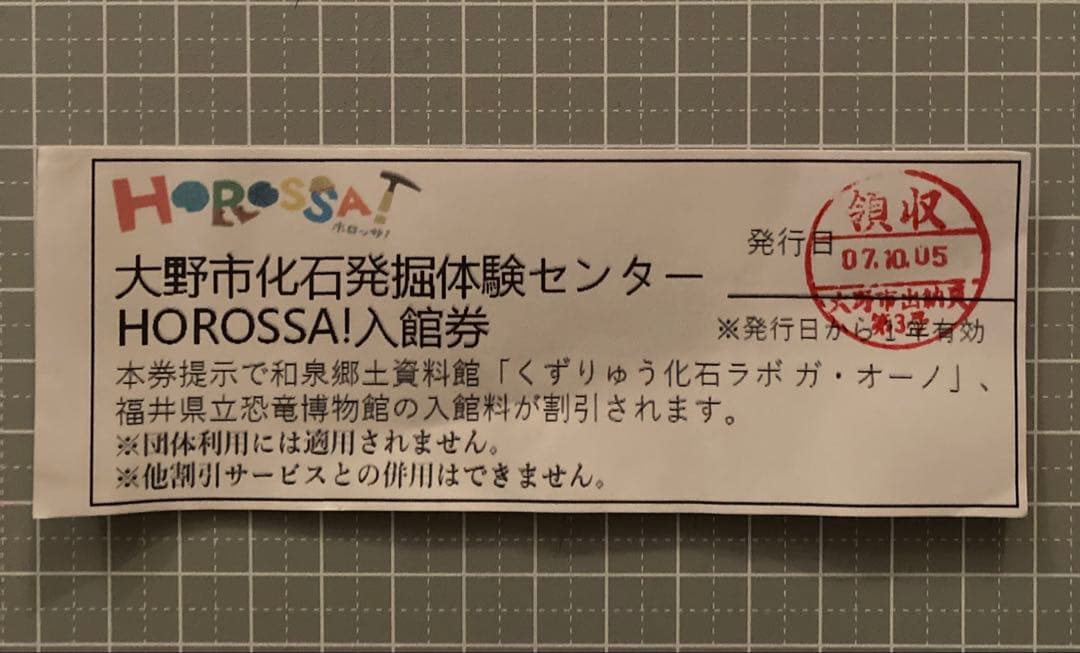 HOROSSA!
ホロッサ!
大野市化石発掘体験センター
HOROSSA!入館券
発行日
領収
07.10.05
大野市出納員
第3号
※発行日から1年有効
本券提示で和泉郷土資料館「くずりゅう化石ラボ ガ・オーノ」、
福井県立恐竜博物館の入館料が割引されます。
※団体利用には適用されません。
※他割引サービスとの併用はできません。